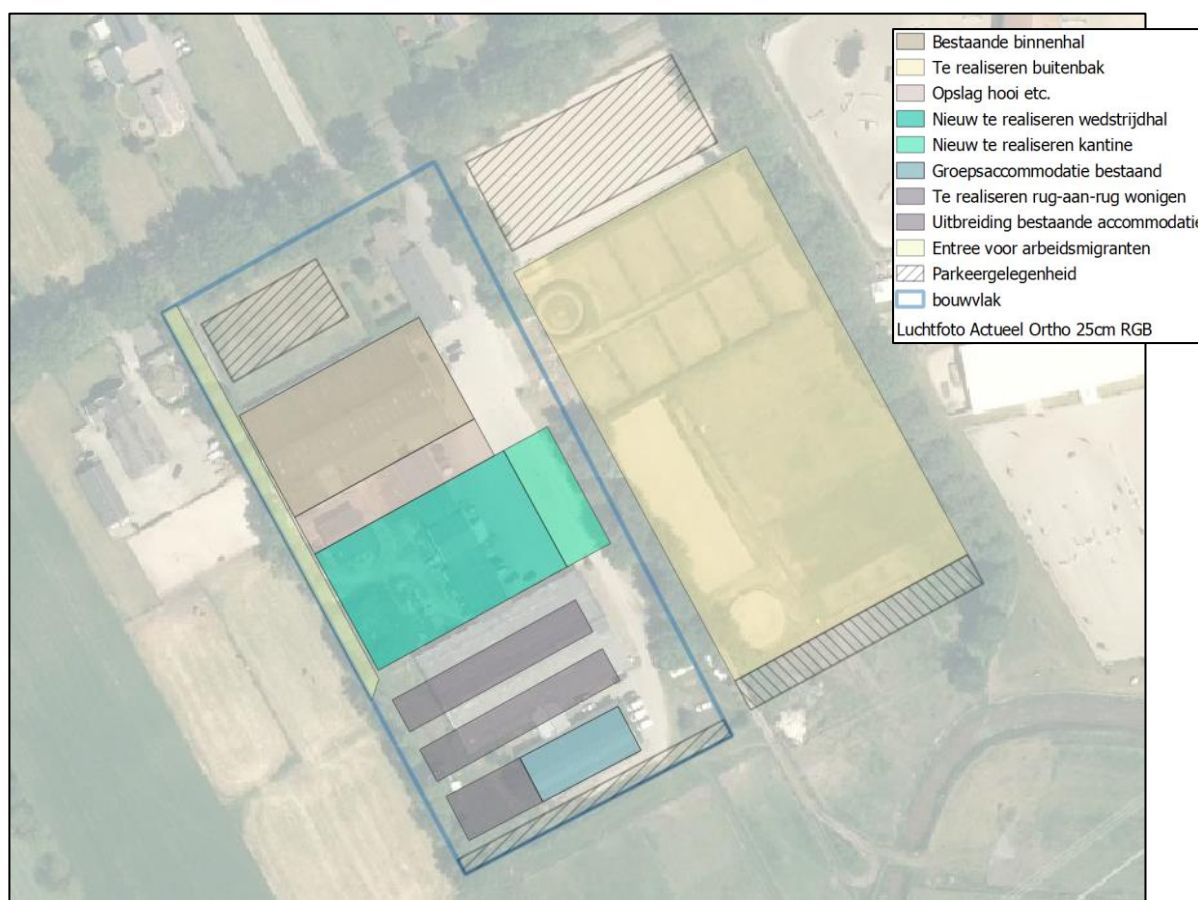 Bestaande binnenhal
Te realiseren buitenbak
Opslag hooi etc.
Nieuw te realiseren wedstrijdhal
Nieuw te realiseren kantine
Groepsaccommodatie bestaand
Te realiseren rug-aan-rug wonigen
Uitbreiding bestaande accommodatie
Entree voor arbeidsmigranten
Parkeergelegenheid
bouwvlak
Luchtfoto Actueel Ortho 25cm RGB